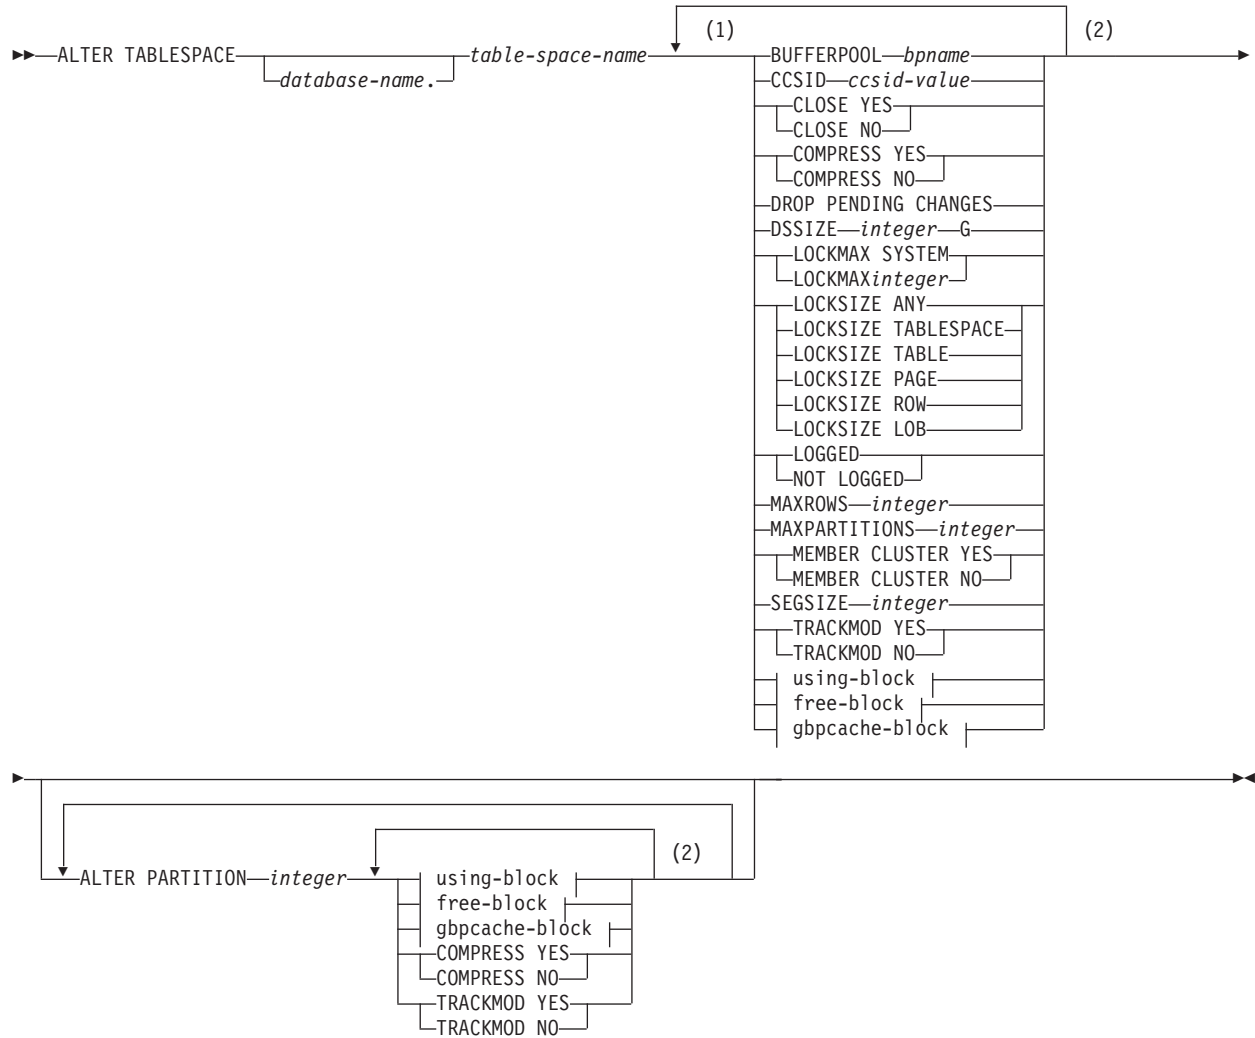 (1) (2)
ALTER TABLESPACE table-space-name BUFFERPOOL bpname
database-name. CCSID ccsid-value
CLOSE YES
CLOSE NO
COMPRESS YES
COMPRESS NO
DROP PENDING CHANGES
DSSIZE integer G
LOCKMAX SYSTEM
LOCKMAXinteger
LOCKSIZE ANY
LOCKSIZE TABLESPACE
LOCKSIZE TABLE
LOCKSIZE PAGE
LOCKSIZE ROW
LOCKSIZE LOB
LOGGED
NOT LOGGED
MAXROWS integer
MAXPARTITIONS integer
MEMBER CLUSTER YES
MEMBER CLUSTER NO
SEGSIZE integer
TRACKMOD YES
TRACKMOD NO
using-block
free-block
gbpcache-block
(2)
ALTER PARTITION integer using-block
free-block
gbpcache-block
COMPRESS YES
COMPRESS NO
TRACKMOD YES
TRACKMOD NO